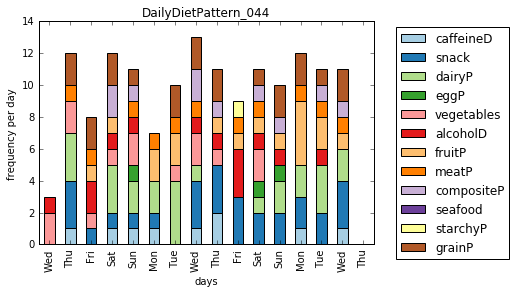 DailyDietPattern_044
14
12
10
8
6
4
2
0
frequency per day
Wed
Thu
Fri
Sat
Sun
Mon
Tue
Wed
Thu
Fri
Sat
Sun
Mon
Tue
Wed
Thu
days
caffeineD
snack
dairyP
eggP
vegetables
alcoholD
fruitP
meatP
compositeP
seafood
starchyP
grainP